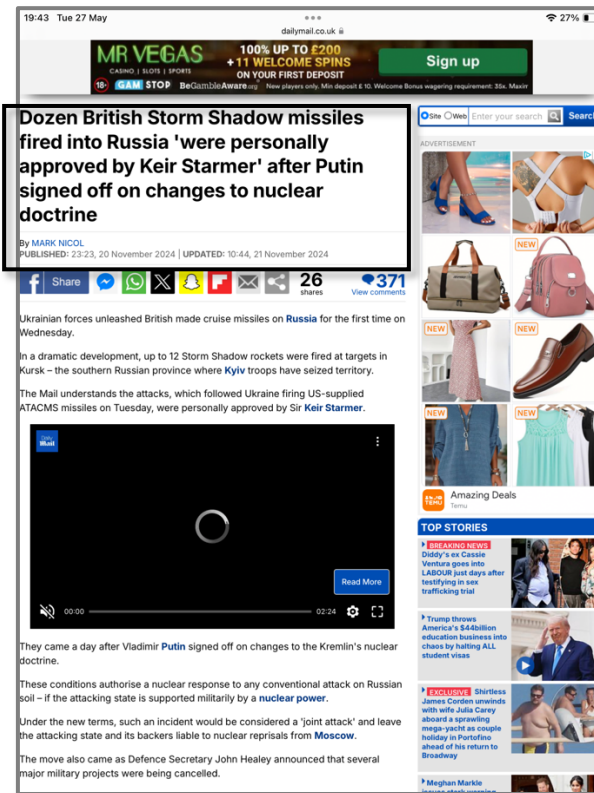 19:43 Tue 27 May
27%
dailymail.co.uk
MR VEGAS
CASINO | SLOTS | SPORTS
100% UP TO £200
+11 WELCOME SPINS
ON YOUR FIRST DEPOSIT
Sign up
18+ GAMSTOP BeGambleAware.org New players only. Min deposit £ 10. Welcome Bonus wagering requirement: 35x.
Dozen British Storm Shadow missiles
fired into Russia 'were personally
approved by Keir Starmer' after Putin
signed off on changes to nuclear
doctrine
By MARK NICOL
PUBLISHED: 23:23, 20 November 2024 | UPDATED: 10:44, 21 November 2024
f Share
26
shares
371
View comments
Ukrainian forces unleashed British made cruise missiles on Russia for the first time on
Wednesday.
In a dramatic development, up to 12 Storm Shadow rockets were fired at targets in
Kursk – the southern Russian province where Kyiv troops have seized territory.
The Mail understands the attacks, which followed Ukraine firing US-supplied
ATACMS missiles on Tuesday, were personally approved by Sir Keir Starmer.
Daily
Mail
Read More
00:00
02:24
They came a day after Vladimir Putin signed off on changes to the Kremlin's nuclear
doctrine.
These conditions authorise a nuclear response to any conventional attack on Russian
soil – if the attacking state is supported militarily by a nuclear power.
Under the new terms, such an incident would be considered a 'joint attack' and leave
the attacking state and its backers liable to nuclear reprisals from Moscow.
The move also came as Defence Secretary John Healey announced that several
major military projects were being cancelled.
Site Web Enter your search Search
ADVERTISEMENT
NEW
NEW
NEW
NEW
NEW
TEMU
Amazing Deals
Temu
TOP STORIES
BREAKING NEWS
Diddy's ex Cassie
Ventura goes into
LABOUR just days after
testifying in sex
trafficking trial
Trump throws
America's $44billion
education business into
chaos by halting ALL
student visas
EXCLUSIVE Shirtless
James Corden unwinds
with wife Julia Carey
aboard a sprawling
mega-yacht as couple
holiday in Portofino
ahead of his return to
Broadway
Meghan Markle